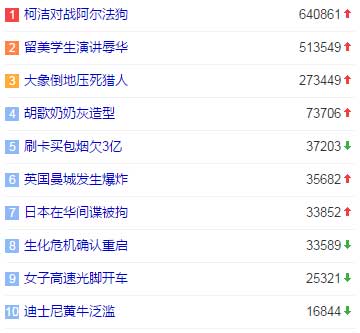 1 柯洁对战阿尔法狗 640861
2 留美学生演讲辱华 513549
3 大象倒地压死猎人 273449
4 胡歌奶奶灰造型 73706
5 刷卡买包烟欠3亿 37203
6 英国曼城发生爆炸 35682
7 日本在华间谍被拘 33852
8 生化危机确认重启 33589
9 女子高速光脚开车 25321
10 迪士尼黄牛泛滥 16844